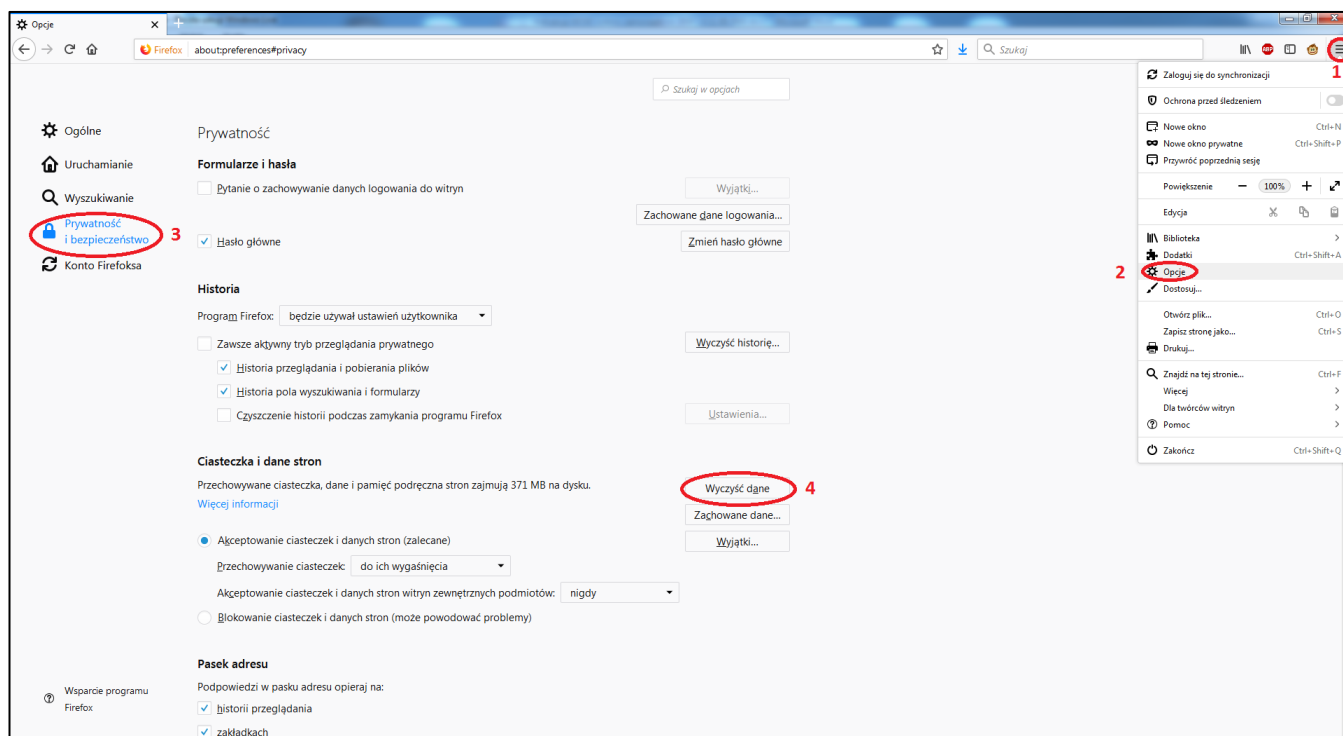 Opcje
Firefox about:preferences#privacy
Szukaj
ABP
1
Szukaj w opcjach
Ogólne
Uruchamianie
Wyszukiwanie
Prywatność
i bezpieczeństwo
3
Konto Firefoksa
Wsparcie programu
Firefox
Prywatność
Formularze i hasła
Pytanie o zachowywanie danych logowania do witryn
Wyjątki...
Zachowane dane logowania...
Hasło główne
Zmień hasło główne
Historia
Program Firefox: będzie używał ustawień użytkownika
Zawsze aktywny tryb przeglądania prywatnego
Wyczyść historię...
Historia przeglądania i pobierania plików
Historia pola wyszukiwania i formularzy
Czyszczenie historii podczas zamykania programu Firefox
Ustawienia...
Ciasteczka i dane stron
Przechowywane ciasteczka, dane i pamięć podręczna stron zajmują 371 MB na dysku.
Wyczyść dane
4
Więcej informacji
Zachowane dane...
Akceptowanie ciasteczek i danych stron (zalecane)
Wyjątki...
Przechowywanie ciasteczek: do ich wygaśnięcia
Akceptowanie ciasteczek i danych stron witryn zewnętrznych podmiotów: nigdy
Blokowanie ciasteczek i danych stron (może powodować problemy)
Pasek adresu
Podpowiedzi w pasku adresu opieraj na:
historii przeglądania
zakładkach
Zaloguj się do synchronizacji
Ochrona przed śledzeniem
Nowe okno Ctrl+N
Nowe okno prywatne Ctrl+Shift+P
Przywróć poprzednią sesję
Powiększenie − 100% +
Edycja
Biblioteka
Dodatki Ctrl+Shift+A
2
Opcje
Dostosuj...
Otwórz plik... Ctrl+O
Zapisz stronę jako... Ctrl+S
Drukuj...
Znajdź na tej stronie... Ctrl+F
Więcej
Dla twórców witryn
Pomoc
Zakończ Ctrl+Shift+Q